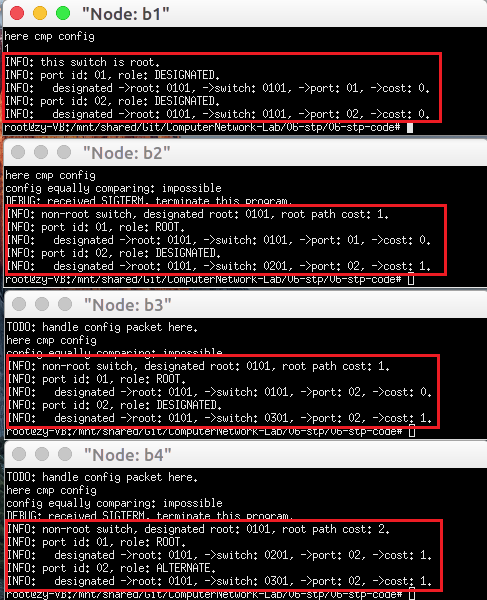 "Node: b1"
here cmp config
1
INFO: this switch is root.
INFO: port id: 01, role: DESIGNATED.
INFO:   designated ->root: 0101, ->switch: 0101, ->port: 01, ->cost: 0.
INFO: port id: 02, role: DESIGNATED.
INFO:   designated ->root: 0101, ->switch: 0101, ->port: 02, ->cost: 0.
root@zy-VB:/mnt/shared/Git/ComputerNetwork-Lab/06-stp/06-stp-code#
"Node: b2"
here cmp config
config equally comparing: impossible
DEBUG: received SIGTERM, terminate this program.
INFO: non-root switch, designated root: 0101, root path cost: 1.
INFO: port id: 01, role: ROOT.
INFO:   designated ->root: 0101, ->switch: 0101, ->port: 01, ->cost: 0.
INFO: port id: 02, role: DESIGNATED.
INFO:   designated ->root: 0101, ->switch: 0201, ->port: 02, ->cost: 1.
root@zy-VB:/mnt/shared/Git/ComputerNetwork-Lab/06-stp/06-stp-code#
"Node: b3"
TODO: handle config packet here.
here cmp config
config equally comparing: impossible
INFO: non-root switch, designated root: 0101, root path cost: 1.
INFO: port id: 01, role: ROOT.
INFO:   designated ->root: 0101, ->switch: 0101, ->port: 02, ->cost: 0.
INFO: port id: 02, role: DESIGNATED.
INFO:   designated ->root: 0101, ->switch: 0301, ->port: 02, ->cost: 1.
root@zy-VB:/mnt/shared/Git/ComputerNetwork-Lab/06-stp/06-stp-code#
"Node: b4"
TODO: handle config packet here.
here cmp config
config equally comparing: impossible
DEBUG: received SIGTERM, terminate this program.
INFO: non-root switch, designated root: 0101, root path cost: 2.
INFO: port id: 01, role: ROOT.
INFO:   designated ->root: 0101, ->switch: 0201, ->port: 02, ->cost: 1.
INFO: port id: 02, role: ALTERNATE.
INFO:   designated ->root: 0101, ->switch: 0301, ->port: 02, ->cost: 1.